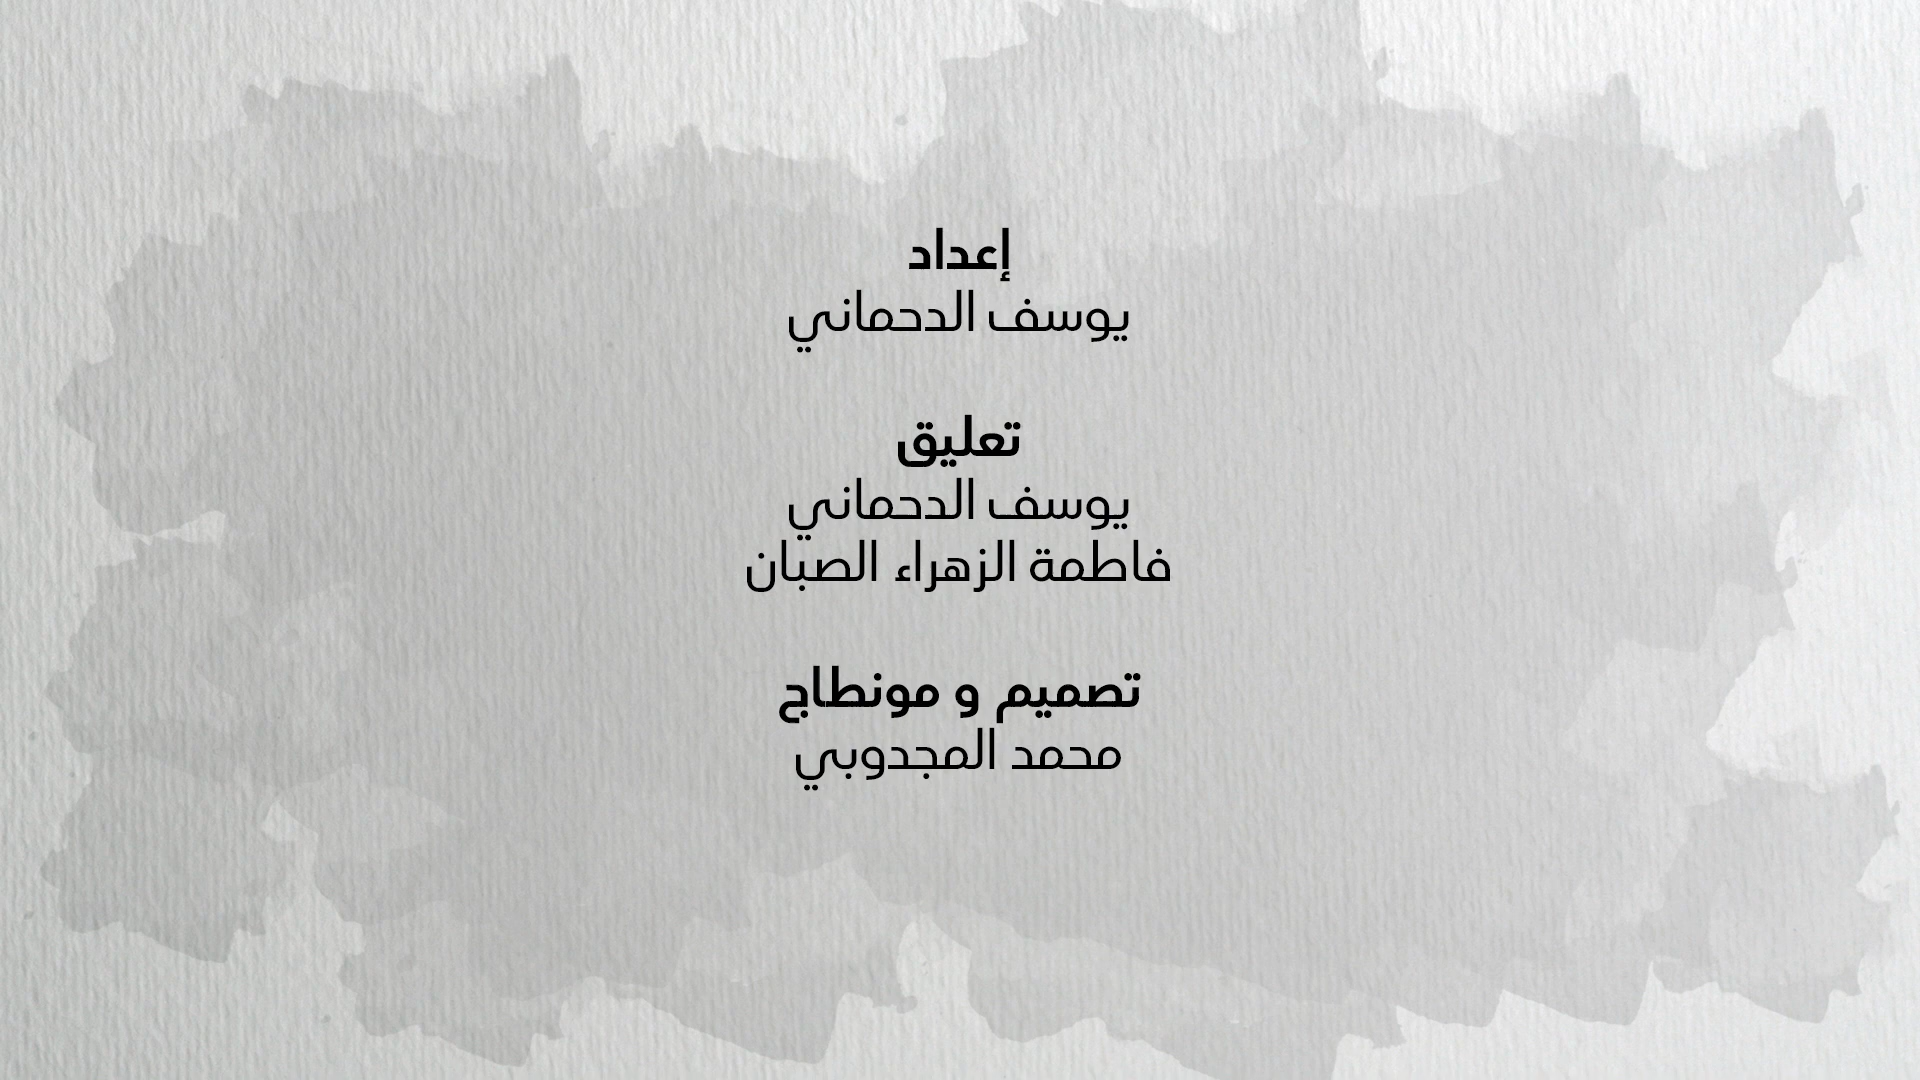 إعداد
يوسف الدحماني
تعليق
يوسف الدحماني
فاطمة الزهراء الصبان
تصميم و مونطاج
محمد المجدوبي